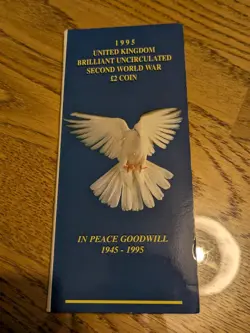 1995
UNITED KINGDOM
BRILLIANT UNCIRCULATED
SECOND WORLD WAR
£2 COIN
IN PEACE GOODWILL
1945 - 1995